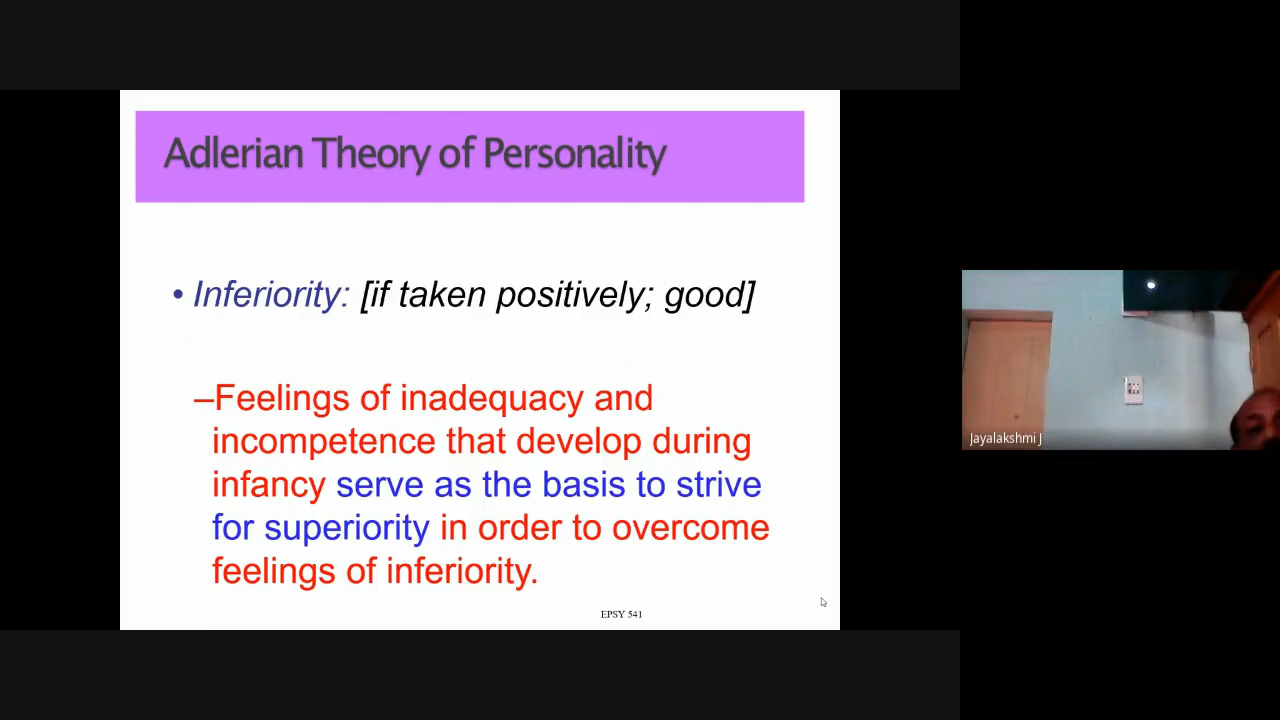 Adlerian Theory of Personality
• Inferiority: [if taken positively; good]
–Feelings of inadequacy and
incompetence that develop during
infancy serve as the basis to strive
for superiority in order to overcome
feelings of inferiority.
EPSY 541
Jayalakshmi J